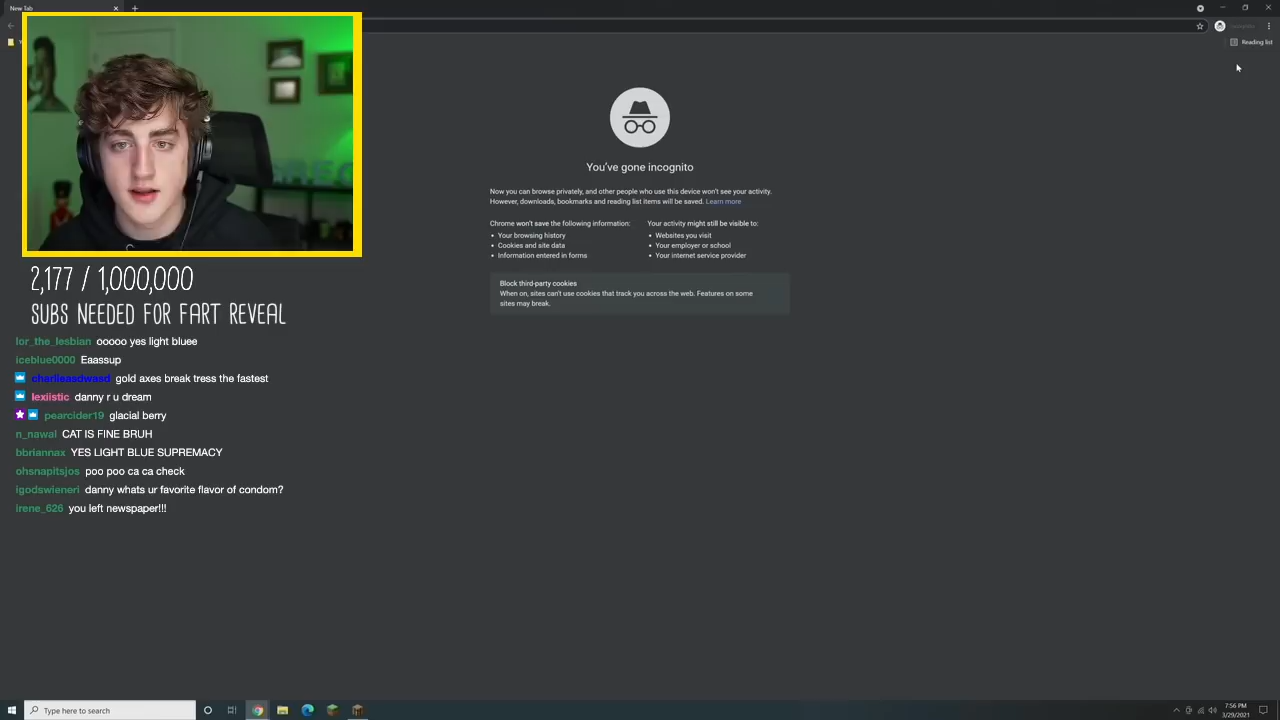 New Tab
Reading list
You've gone incognito
Now you can browse privately, and other people who use this device won't see your activity.
However, downloads, bookmarks and reading list items will be saved. Learn more
Chrome won't save the following information:
• Your browsing history
• Cookies and site data
• Information entered in forms
Your activity might still be visible to:
• Websites you visit
• Your employer or school
• Your internet service provider
Block third-party cookies
When on, sites can't use cookies that track you across the web. Features on some
sites may break.
2,177 / 1,000,000
SUBS NEEDED FOR FART REVEAL
lor_the_lesbian ooooo yes light bluee
iceblue0000 Eaassup
charlieasdwasd gold axes break tress the fastest
lexiistic danny r u dream
pearcider19 glacial berry
n_nawal CAT IS FINE BRUH
bbriannax YES LIGHT BLUE SUPREMACY
ohsnapitsjos poo poo ca ca check
igodswieneri danny whats ur favorite flavor of condom?
irene_626 you left newspaper!!!
Type here to search
7:56 PM
3/29/2021